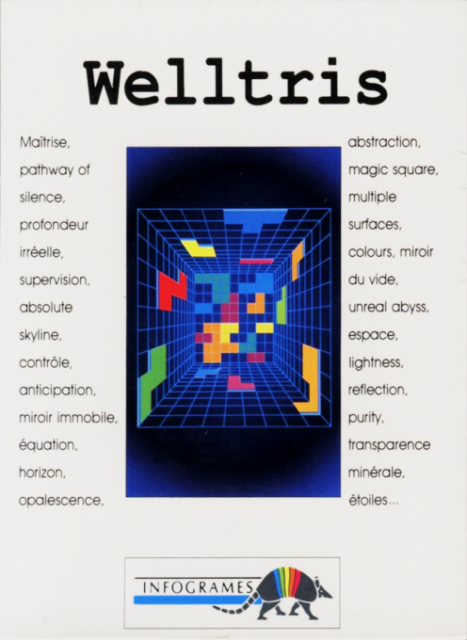 Welltris
Maîtrise,
pathway of
silence,
profondeur
irréelle,
supervision,
absolute
skyline,
contrôle,
anticipation,
miroir immobile,
équation,
horizon,
opalescence,
abstraction,
magic square,
multiple
surfaces,
colours, miroir
du vide,
unreal abyss,
espace,
lightness,
reflection,
purity,
transparence
minérale,
étoiles...
INFOGRAMES